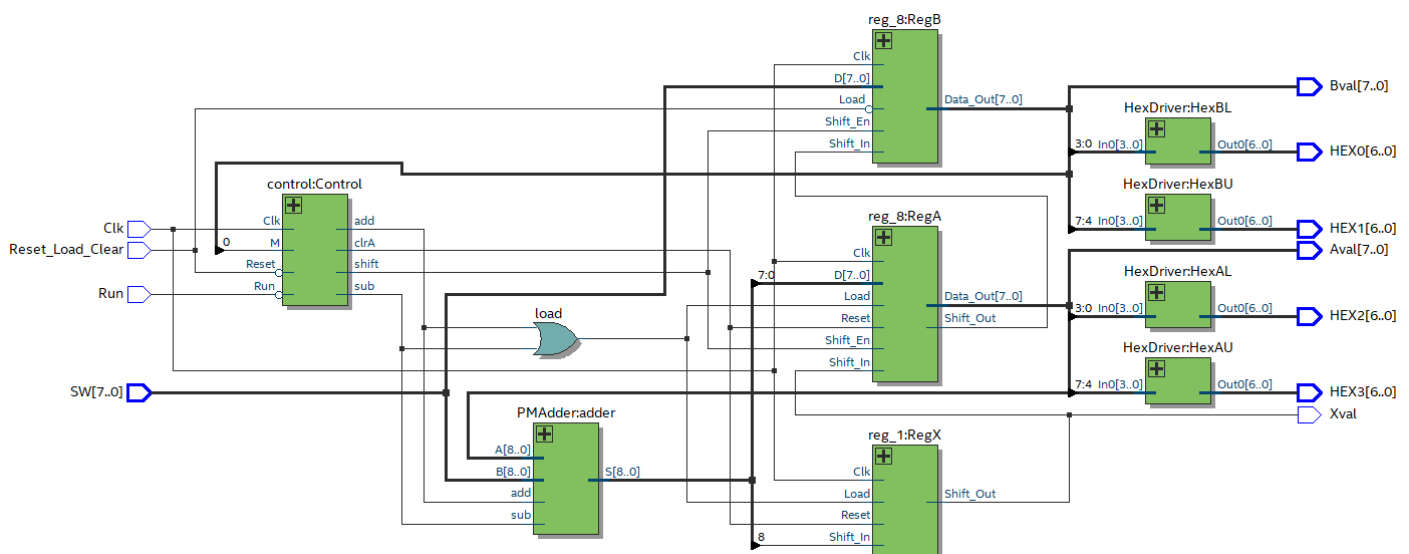 reg_8:RegB
Clk
D[7..0]
Load
Shift_En
Shift_In
Data_Out[7..0]
Bval[7..0]
HexDriver:HexBL
3:0 In0[3..0]
Out0[6..0]
HEX0[6..0]
HexDriver:HexBU
7:4 In0[3..0]
Out0[6..0]
HEX1[6..0]
Aval[7..0]
control:Control
Clk
M
Reset
Run
add
clrA
shift
sub
0
Clk
Reset_Load_Clear
Run
SW[7..0]
load
reg_8:RegA
Clk
7:0
D[7..0]
Load
Reset
Shift_En
Shift_In
Data_Out[7..0]
Shift_Out
HexDriver:HexAL
3:0 In0[3..0]
Out0[6..0]
HEX2[6..0]
HexDriver:HexAU
7:4 In0[3..0]
Out0[6..0]
HEX3[6..0]
Xval
PMAdder:adder
A[8..0]
B[8..0]
add
sub
S[8..0]
reg_1:RegX
Clk
Load
Reset
8
Shift_In
Shift_Out